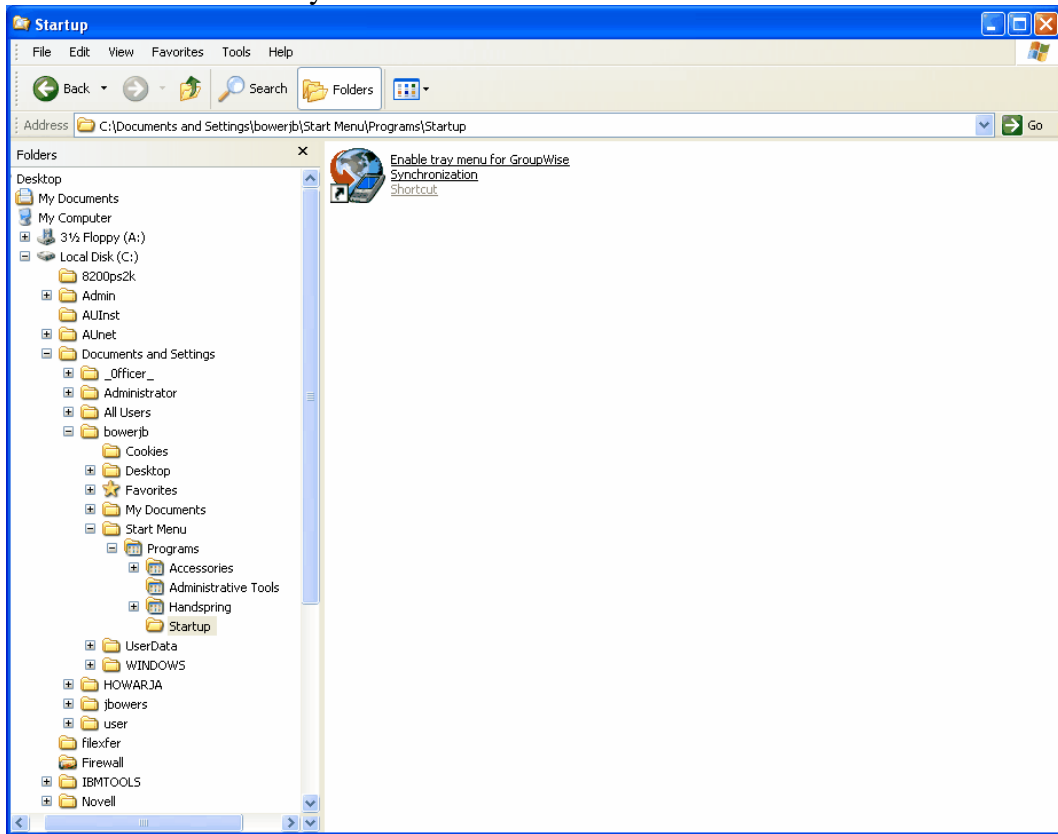 Startup
File Edit View Favorites Tools Help
Back Search Folders
Address C:\Documents and Settings\bowerjb\Start Menu\Programs\Startup Go
Folders
Desktop
My Documents
My Computer
3½ Floppy (A:)
Local Disk (C:)
8200ps2k
Admin
AUInst
AUnet
Documents and Settings
_0fficer_
Administrator
All Users
bowerjb
Cookies
Desktop
Favorites
My Documents
Start Menu
Programs
Accessories
Administrative Tools
Handspring
Startup
UserData
WINDOWS
HOWARJA
jbowers
user
filexfer
Firewall
IBMTOOLS
Novell
Enable tray menu for GroupWise
Synchronization
Shortcut